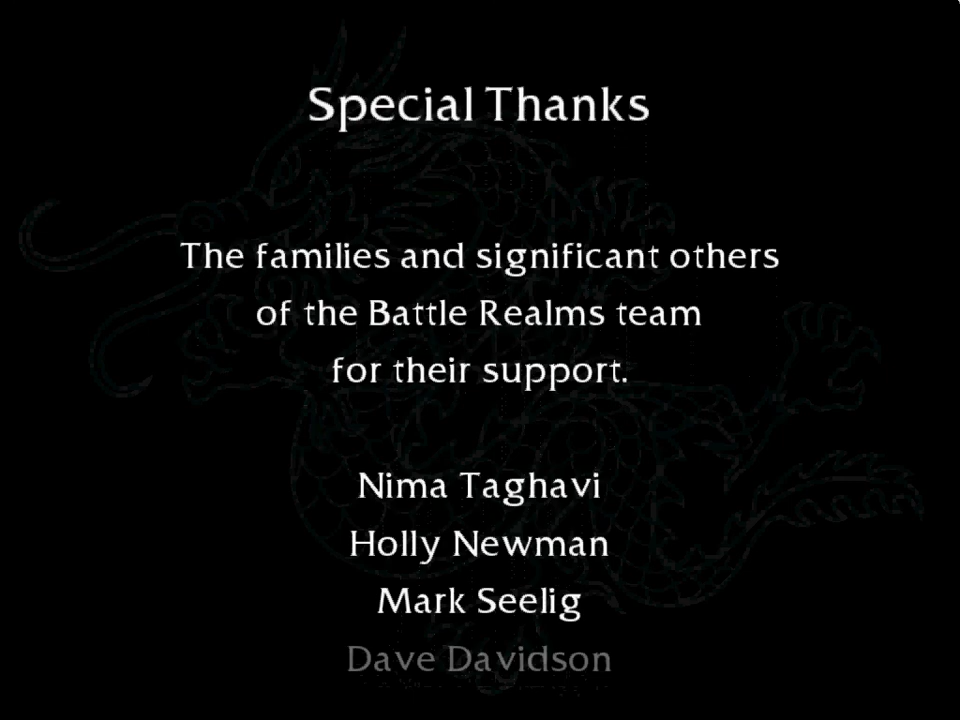 Special Thanks
The families and significant others
of the Battle Realms team
for their support.
Nima Taghavi
Holly Newman
Mark Seelig
Dave Davidson